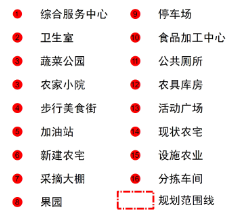 1 综合服务中心
2 卫生室
3 蔬菜公园
3 农家小院
4 步行美食街
5 加油站
6 新建农宅
7 采摘大棚
8 果园
9 停车场
10 食品加工中心
11 公共厕所
12 农具库房
13 活动广场
14 现状农宅
15 设施农业
16 分拣车间
规划范围线